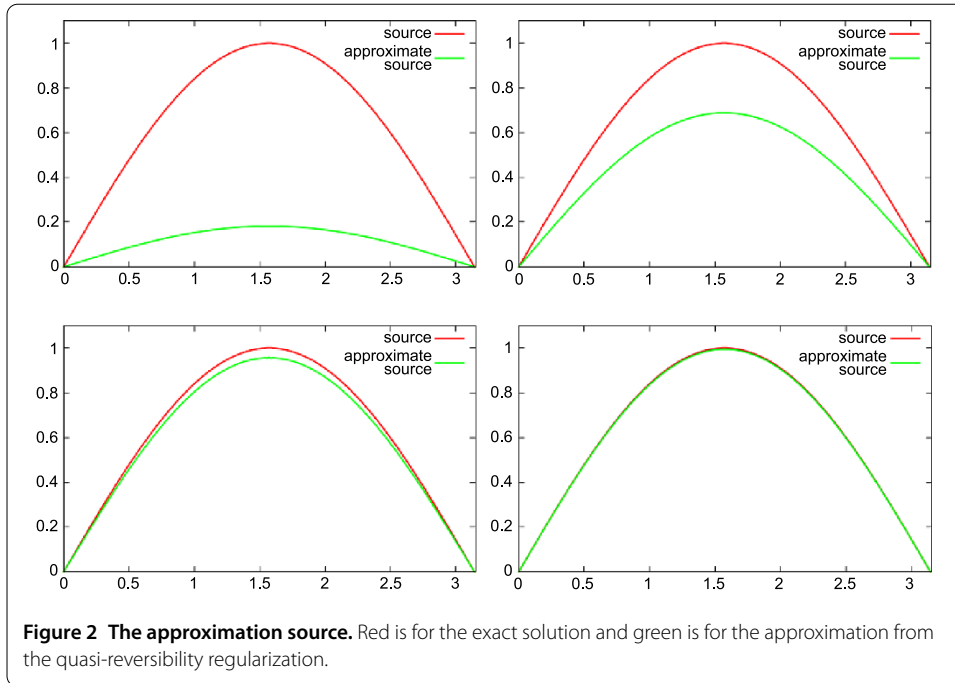 source
approximate
source
1
0.8
0.6
0.4
0.2
0
0 0.5 1 1.5 2 2.5 3
source
approximate
source
1
0.8
0.6
0.4
0.2
0
0 0.5 1 1.5 2 2.5 3
source
approximate
source
1
0.8
0.6
0.4
0.2
0
0 0.5 1 1.5 2 2.5 3
source
approximate
source
1
0.8
0.6
0.4
0.2
0
0 0.5 1 1.5 2 2.5 3
Figure 2 The approximation source. Red is for the exact solution and green is for the approximation from
the quasi-reversibility regularization.